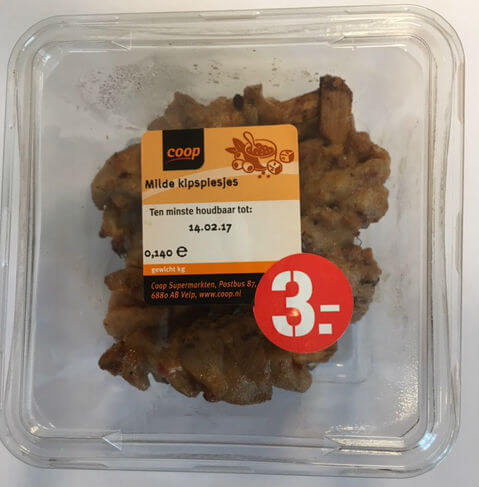 coop
Milde kipspiesjes
Ten minste houdbaar tot:
14.02.17
0,140 e
gewicht kg
Coop Supermarkten, Postbus 87,
6880 AB Velp, www.coop.nl
3.-